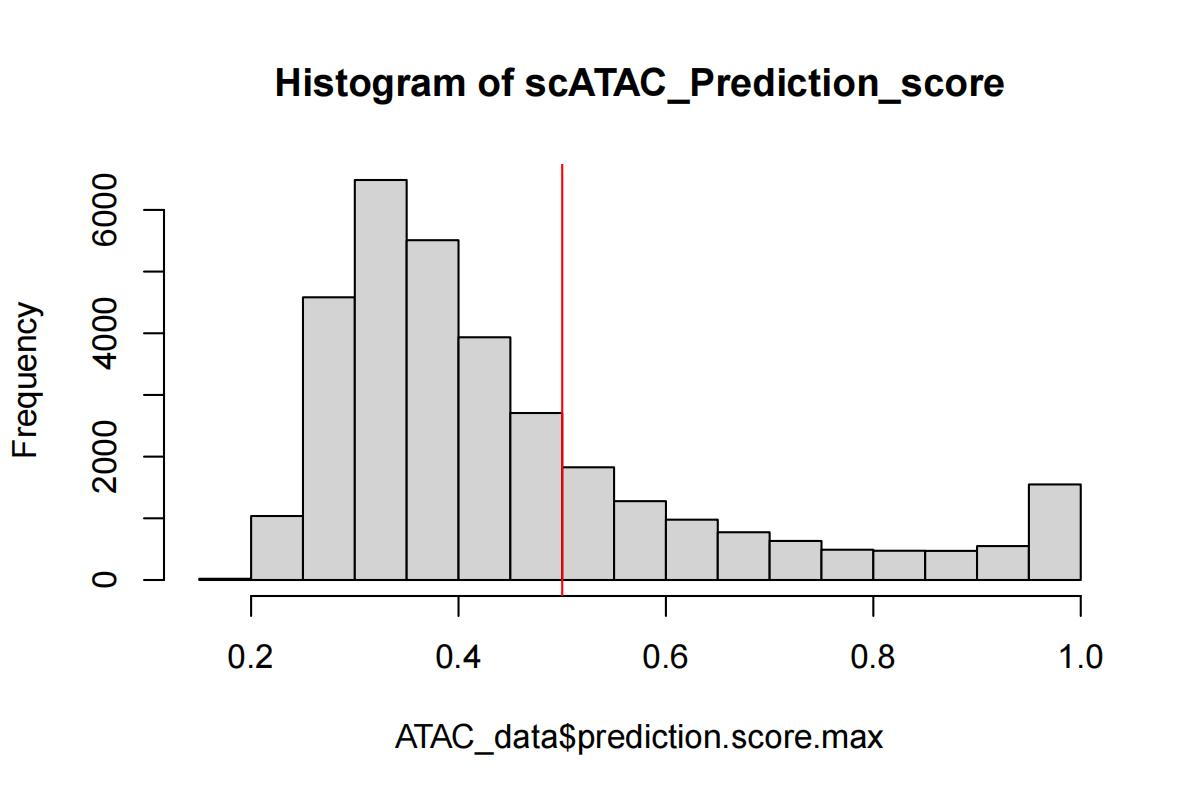 Histogram of scATAC_Prediction_score
Frequency
6000
4000
2000
0
0.2 0.4 0.6 0.8 1.0
ATAC_data$prediction.score.max